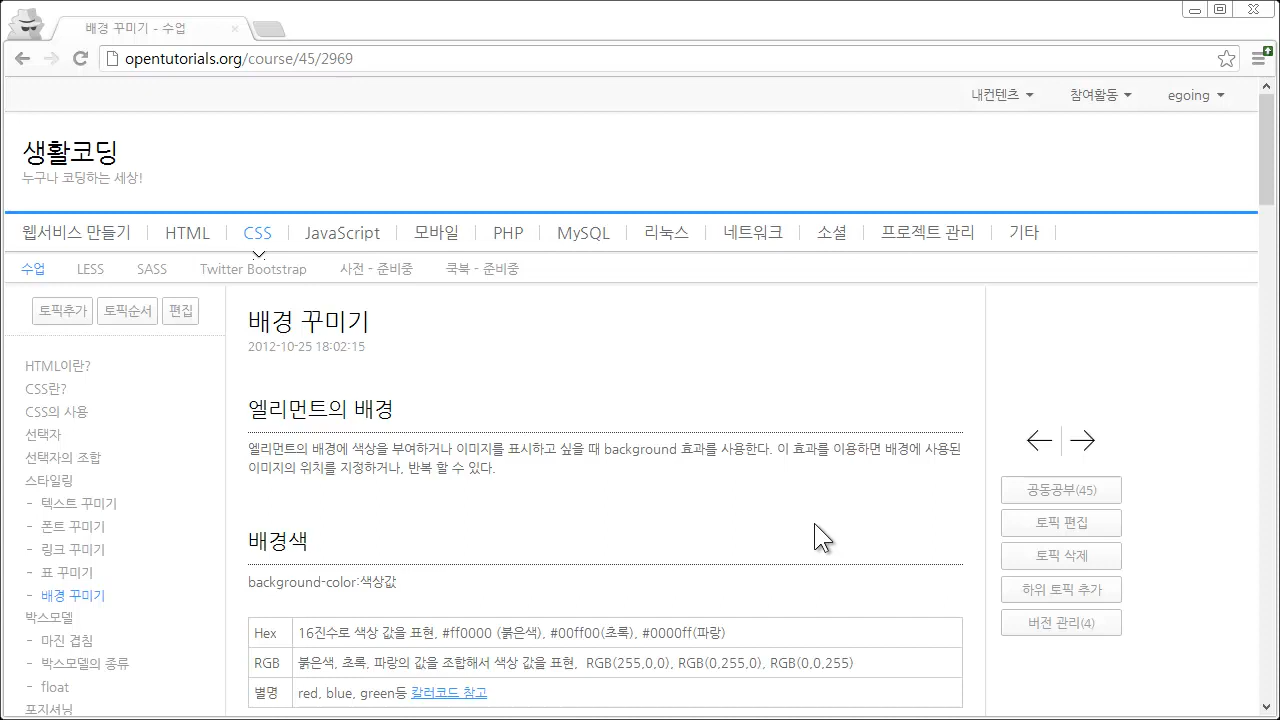 배경 꾸미기 - 수업
opentutorials.org/course/45/2969
내컨텐츠 참여활동 egoing
생활코딩
누구나 코딩하는 세상!
웹서비스 만들기 HTML CSS JavaScript 모바일 PHP MySQL 리눅스 네트워크 소셜 프로젝트 관리 기타
수업 LESS SASS Twitter Bootstrap 사전 - 준비중 쿡북 - 준비중
토픽추가 토픽순서 편집
HTML이란?
CSS란?
CSS의 사용
선택자
선택자의 조합
스타일링
- 텍스트 꾸미기
- 폰트 꾸미기
- 링크 꾸미기
- 표 꾸미기
- 배경 꾸미기
박스모델
- 마진 겹침
- 박스모델의 종류
- float
포지셔닝
배경 꾸미기
2012-10-25 18:02:15
엘리먼트의 배경
엘리먼트의 배경에 색상을 부여하거나 이미지를 표시하고 싶을 때 background 효과를 사용한다. 이 효과를 이용하면 배경에 사용된
이미지의 위치를 지정하거나, 반복 할 수 있다.
배경색
background-color:색상값
Hex 16진수로 색상 값을 표현, #ff0000 (붉은색), #00ff00(초록), #0000ff(파랑)
RGB 붉은색, 초록, 파랑의 값을 조합해서 색상 값을 표현, RGB(255,0,0), RGB(0,255,0), RGB(0,0,255)
별명 red, blue, green등 칼러코드 참고
공동공부(45)
토픽 편집
토픽 삭제
하위 토픽 추가
버전 관리(4)